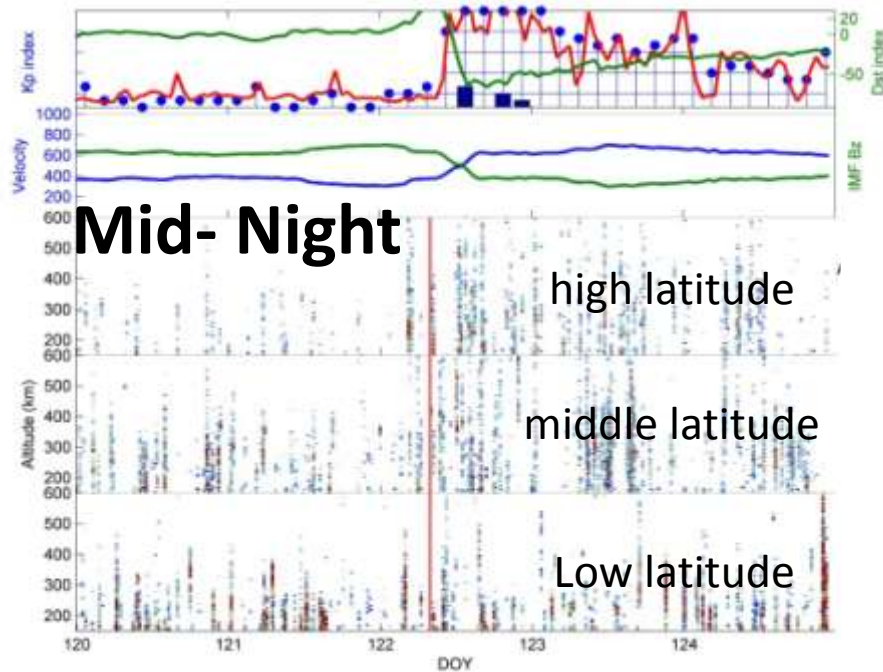 Kp index
20
0
-50
Dst index
1000
800
600
400
200
Velocity
IMF Bz
Mid- Night
600
500
400
300
200
high latitude
600
400
300
200
Altitude (km)
middle latitude
600
500
400
300
200
Low latitude
120 121 122 123 124
DOY